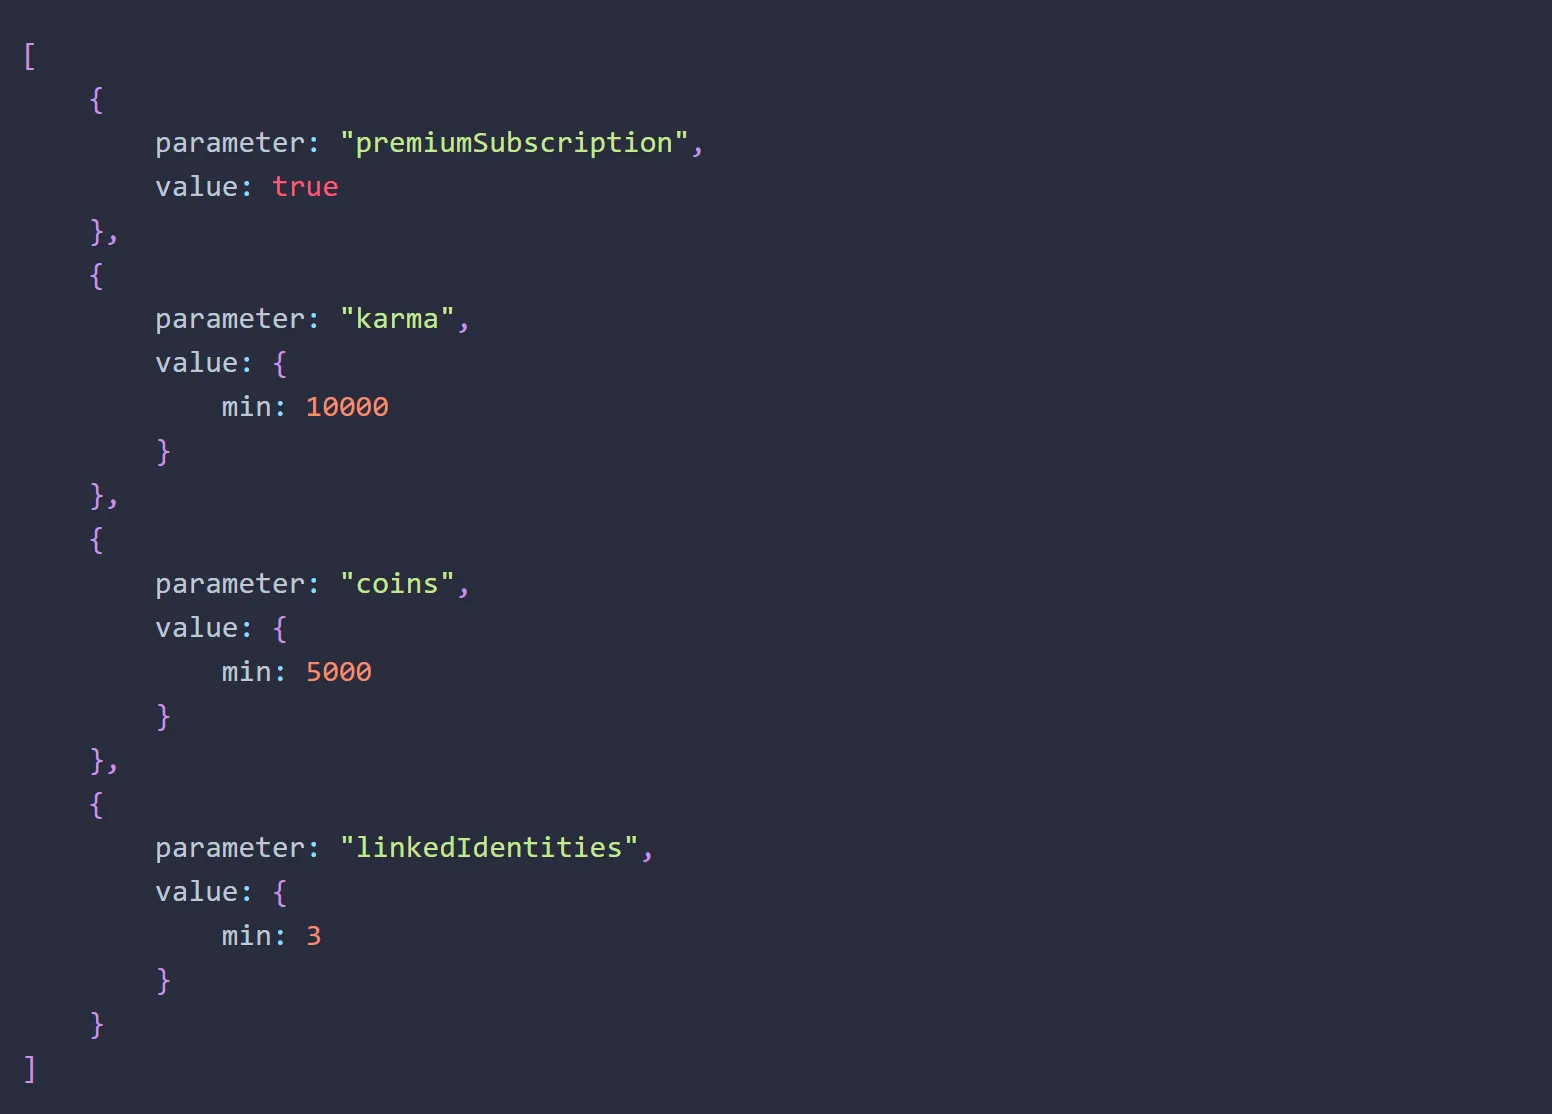 [
    {
        parameter: "premiumSubscription",
        value: true
    },
    {
        parameter: "karma",
        value: {
            min: 10000
        }
    },
    {
        parameter: "coins",
        value: {
            min: 5000
        }
    },
    {
        parameter: "linkedIdentities",
        value: {
            min: 3
        }
    }
]